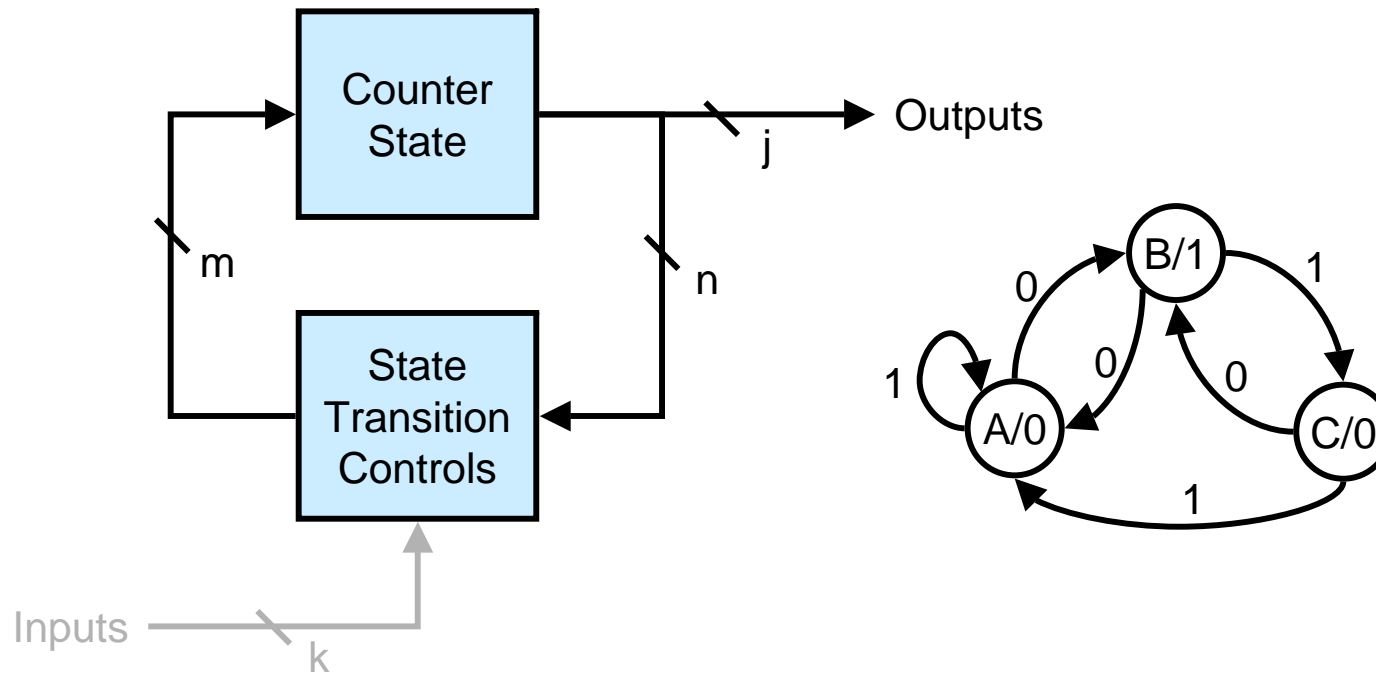 Counter
State
Outputs
j
m
n
State
Transition
Controls
Inputs
k
B/1
0
1
1
0
0
A/0
C/0
1